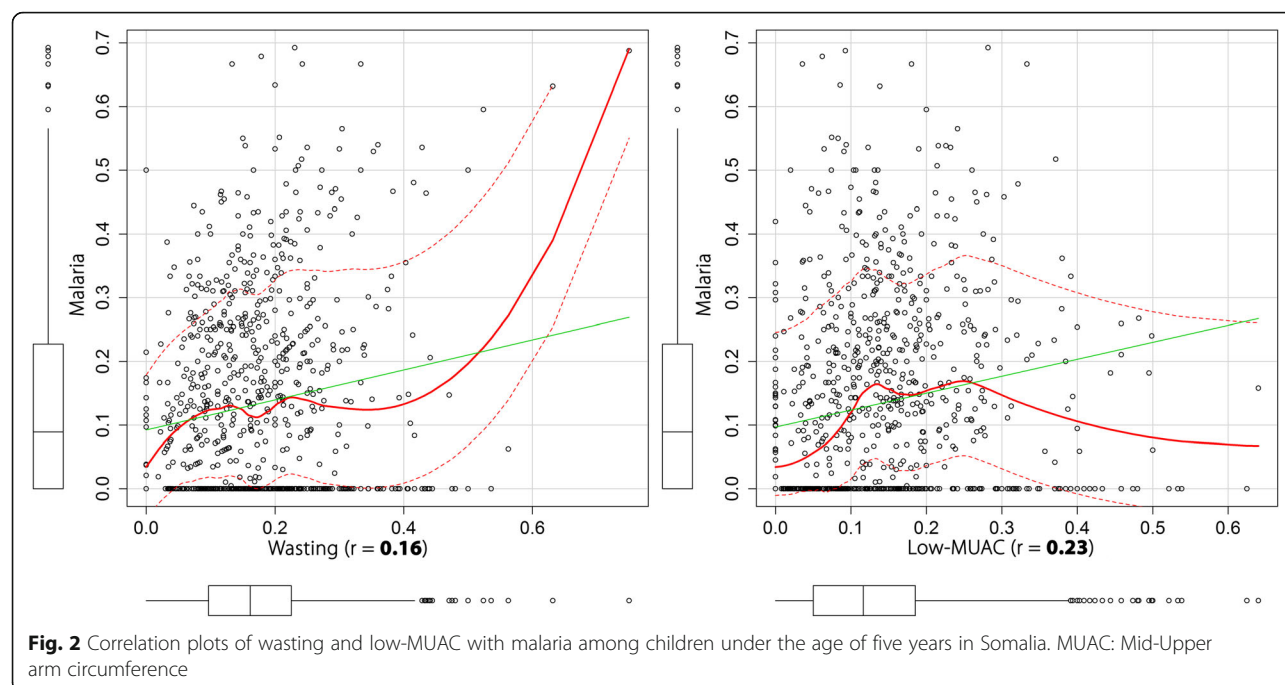 0.7
0.6
0.5
0.4
0.3
0.2
0.1
0.0
Malaria
0.0 0.2 0.4 0.6
Wasting (r = 0.16)
0.7
0.6
0.5
0.4
0.3
0.2
0.1
0.0
Malaria
0.0 0.1 0.2 0.3 0.4 0.5 0.6
Low-MUAC (r = 0.23)
Fig. 2 Correlation plots of wasting and low-MUAC with malaria among children under the age of five years in Somalia. MUAC: Mid-Upper
arm circumference